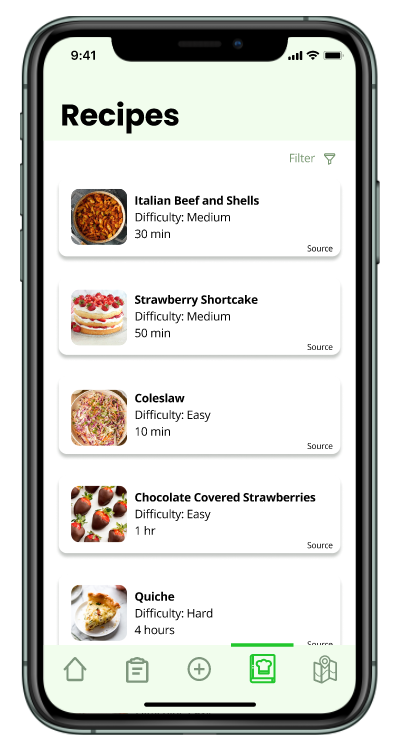 9:41
Recipes
Filter
Italian Beef and Shells
Difficulty: Medium
30 min
Source
Strawberry Shortcake
Difficulty: Medium
50 min
Source
Coleslaw
Difficulty: Easy
10 min
Source
Chocolate Covered Strawberries
Difficulty: Easy
1 hr
Source
Quiche
Difficulty: Hard
4 hours
Source